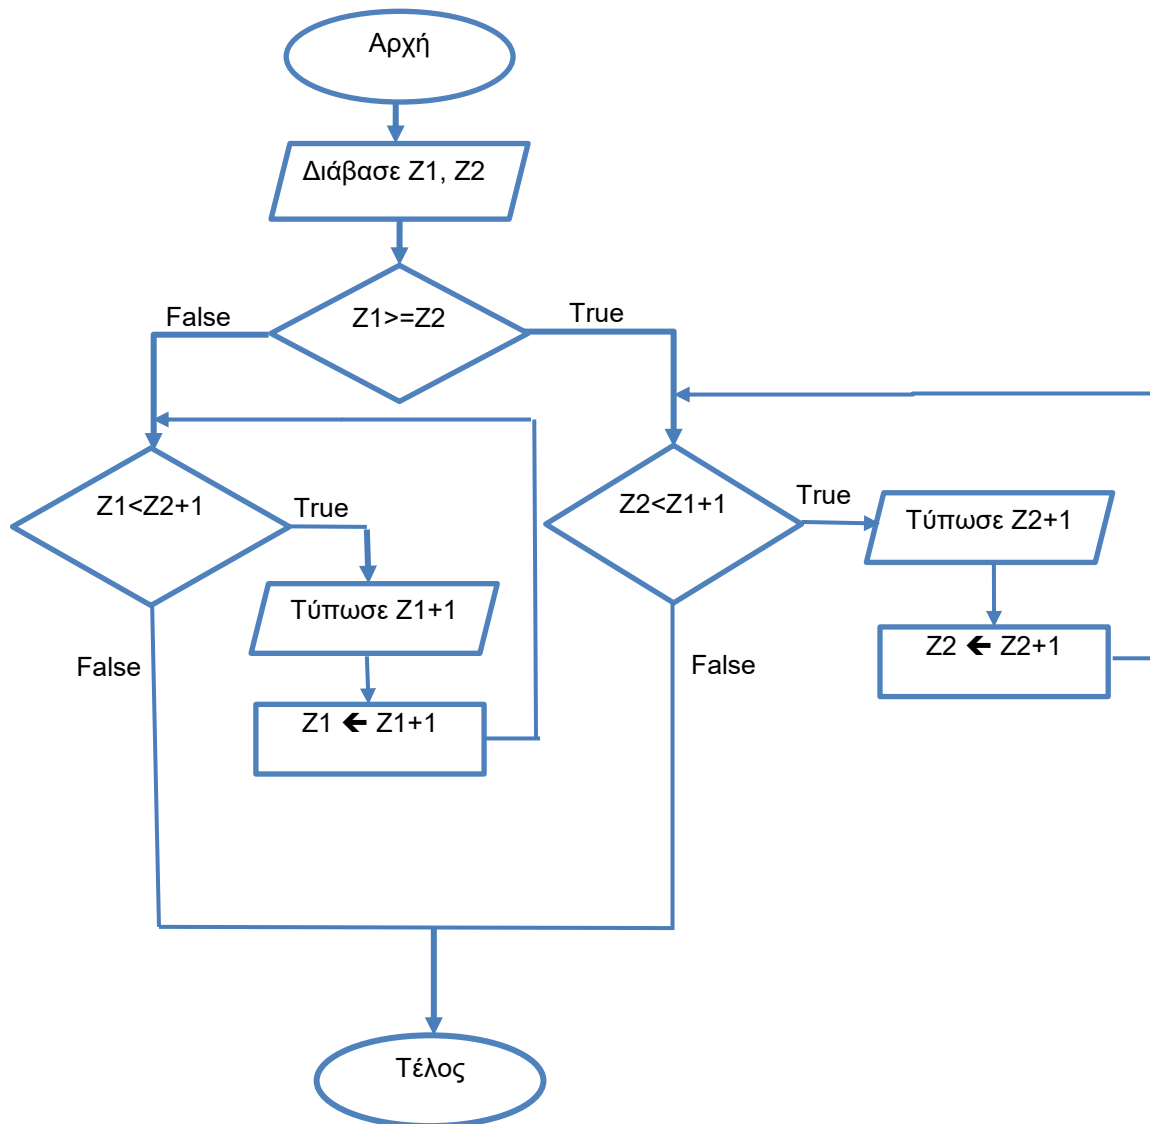 Αρχή
Διάβασε Z1, Z2
Z1>=Z2
False
True
Z1<Z2+1
True
Τύπωσε Z1+1
Z1 🡸 Z1+1
False
Z2<Z1+1
True
Τύπωσε Z2+1
Z2 🡸 Z2+1
False
Τέλος